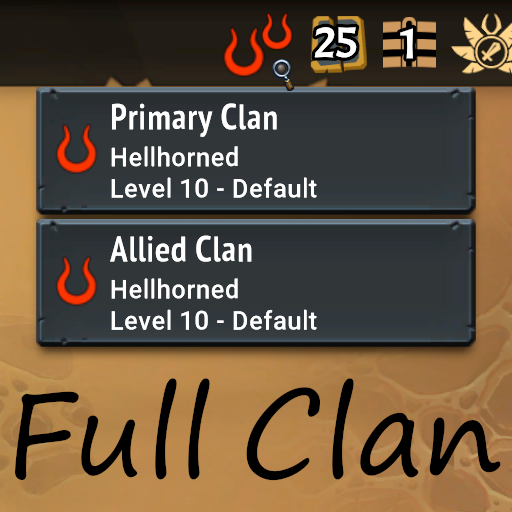 25 1
Primary Clan
Hellhorned
Level 10 - Default
Allied Clan
Hellhorned
Level 10 - Default
Full Clan